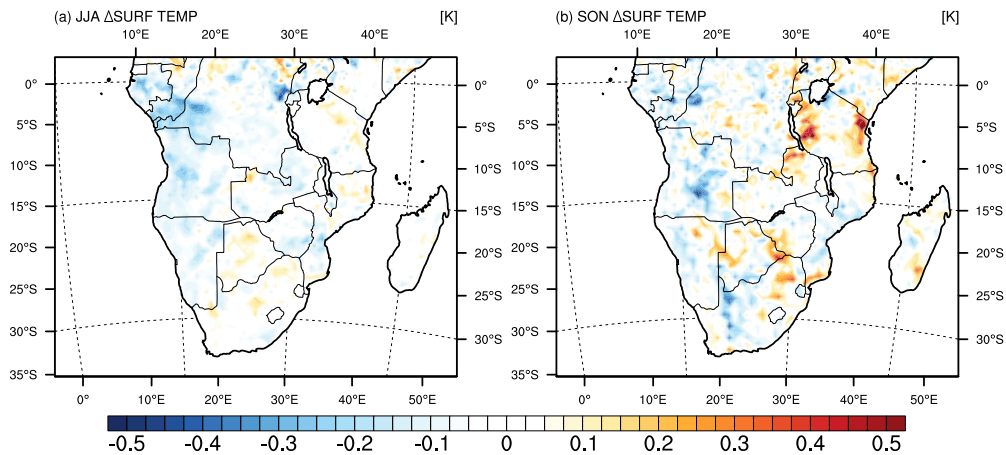 (a) JJA ΔSURF TEMP [K] (b) SON ΔSURF TEMP [K]
10°E 20°E 30°E 40°E 10°E 20°E 30°E 40°E
0° 0° 0° 0°
5°S 5°S 5°S 5°S
10°S 10°S 10°S 10°S
15°S 15°S 15°S 15°S
20°S 20°S 20°S 20°S
25°S 25°S 25°S 25°S
30°S 30°S 30°S 30°S
35°S 35°S
0° 10°E 20°E 30°E 40°E 50°E 0° 10°E 20°E 30°E 40°E 50°E
-0.5 -0.4 -0.3 -0.2 -0.1 0 0.1 0.2 0.3 0.4 0.5